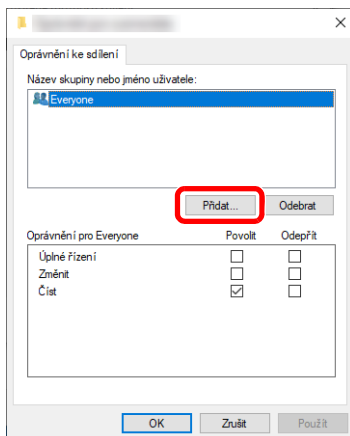 Oprávnění ke sdílení
Název skupiny nebo jméno uživatele:
Everyone
Přidat...
Odebrat
Oprávnění pro Everyone
Povolit
Odepřít
Úplné řízení
Změnit
Číst
OK
Zrušit
Použít